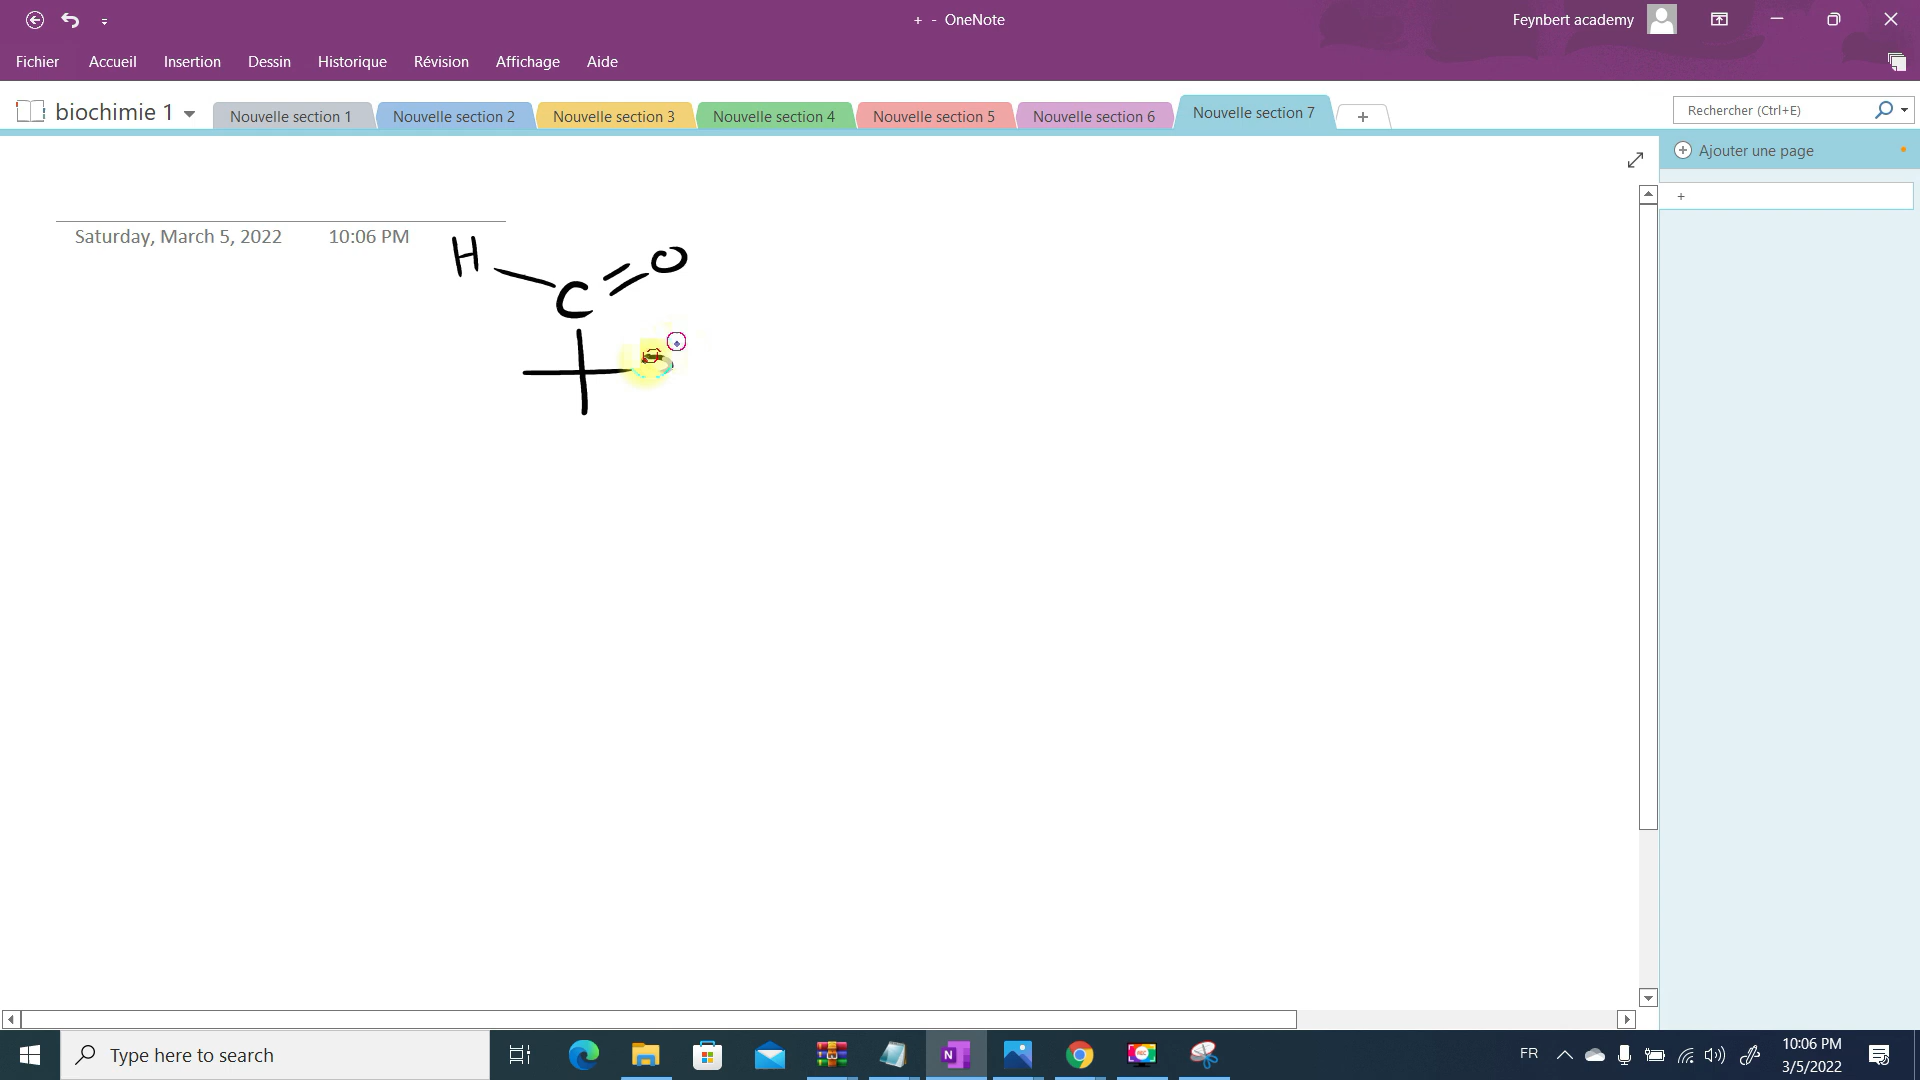 + - OneNote
Feynbert academy
Fichier Accueil Insertion Dessin Historique Révision Affichage Aide
biochimie 1
Nouvelle section 1
Nouvelle section 2
Nouvelle section 3
Nouvelle section 4
Nouvelle section 5
Nouvelle section 6
Nouvelle section 7
+
Rechercher (Ctrl+E)
Ajouter une page
+
Saturday, March 5, 2022 10:06 PM
H
O
C
Type here to search
FR
10:06 PM
3/5/2022